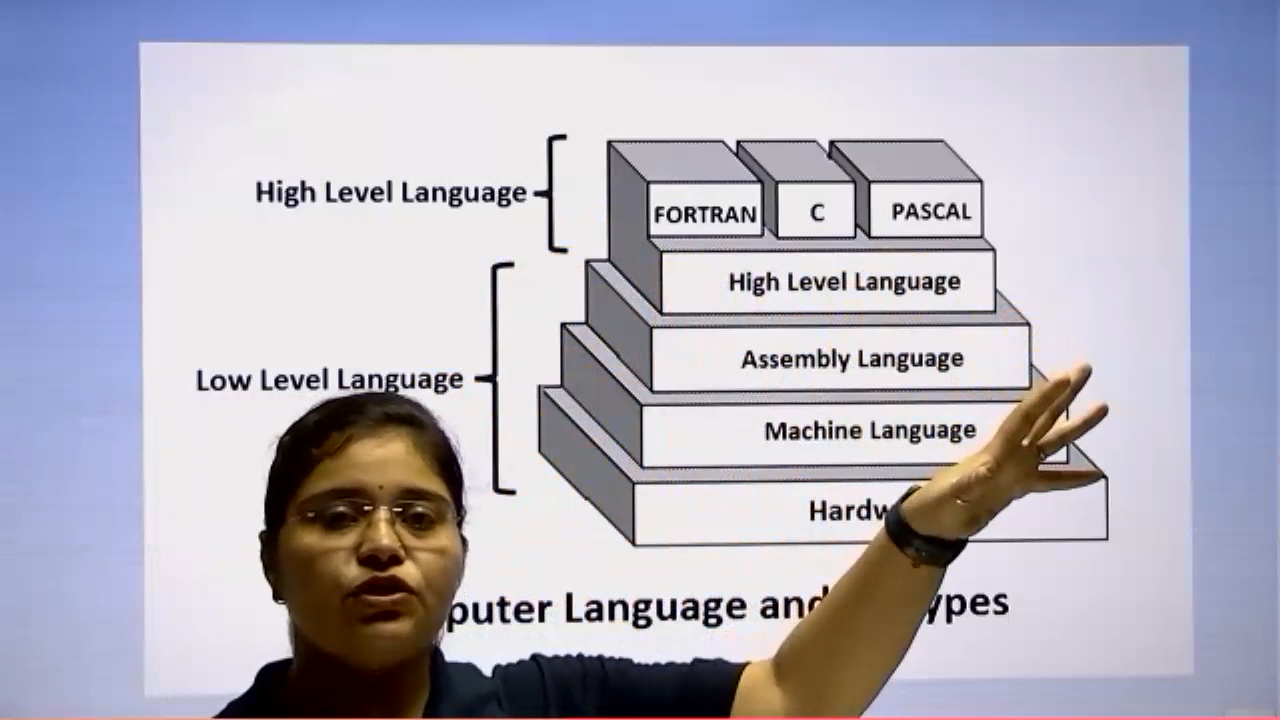 High Level Language
FORTRAN
C
PASCAL
High Level Language
Assembly Language
Low Level Language
Machine Language
Hardw
puter Language and
ypes